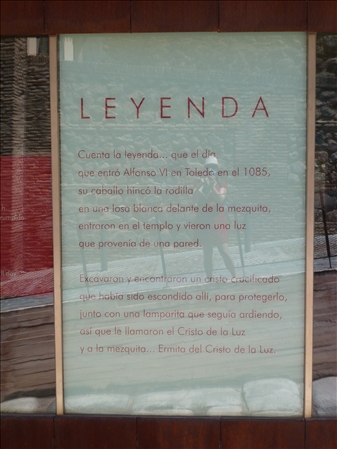 LEYENDA
Cuenta la leyenda... que el día
que entró Alfonso VI en Toledo en el 1085,
su caballo hincó la rodilla
en una losa blanca delante de la mezquita,
entraron en el templo y vieron una luz
que provenía de una pared.
Excavaron y encontraron un cristo crucificado
que había sido escondido allí, para protegerlo,
junto con una lamparita que seguía ardiendo,
así que le llamaron el Cristo de la Luz
y a la mezquita... Ermita del Cristo de la Luz.